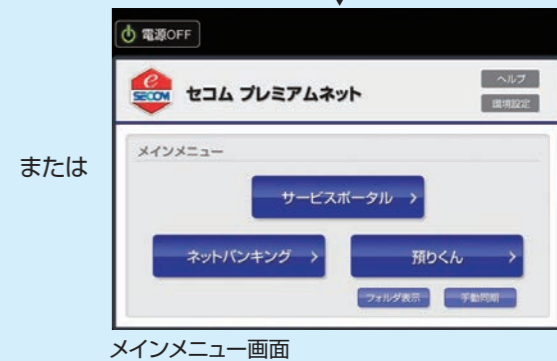 電源OFF
e
SECOM
セコム プレミアムネット
ヘルプ
環境設定
メインメニュー
または
サービスポータル
ネットバンキング
預りくん
フォルダ表示
手動同期
メインメニュー画面